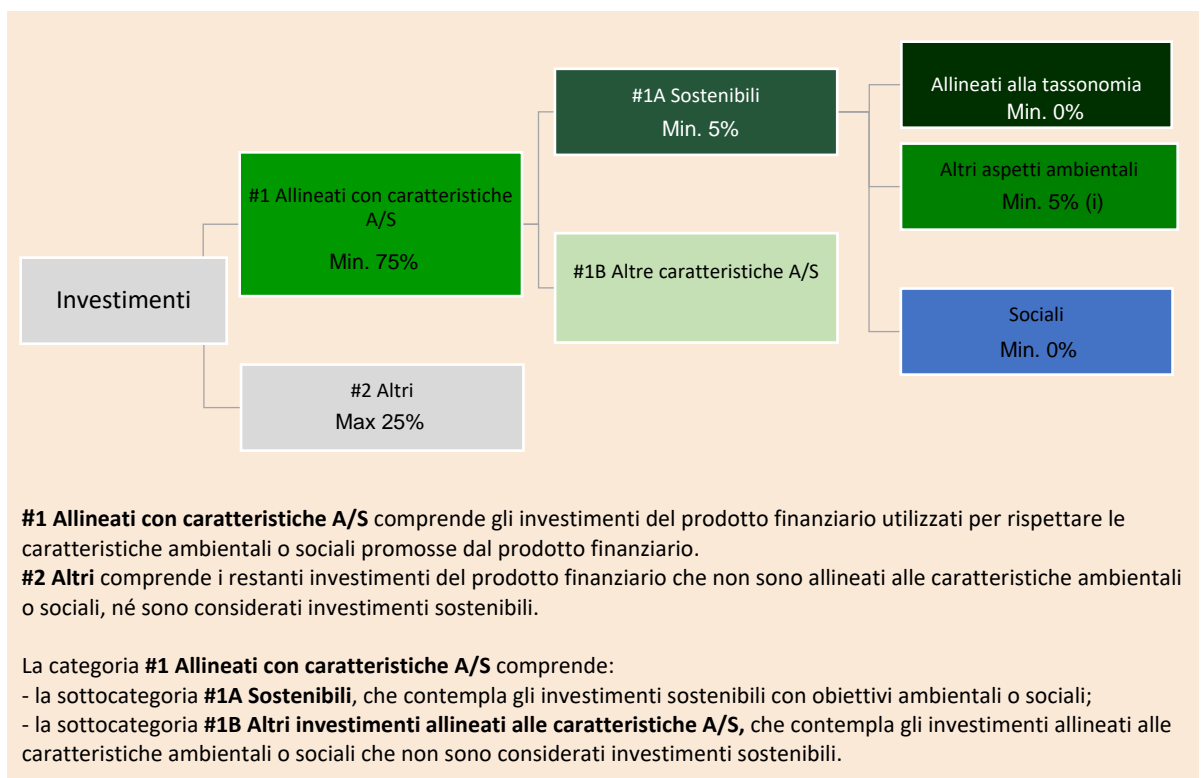 Investimenti
#1 Allineati con caratteristiche
A/S
Min. 75%
#2 Altri
Max 25%
#1A Sostenibili
Min. 5%
#1B Altre caratteristiche A/S
Allineati alla tassonomia
Min. 0%
Altri aspetti ambientali
Min. 5% (i)
Sociali
Min. 0%
#1 Allineati con caratteristiche A/S comprende gli investimenti del prodotto finanziario utilizzati per rispettare le
caratteristiche ambientali o sociali promosse dal prodotto finanziario.
#2 Altri comprende i restanti investimenti del prodotto finanziario che non sono allineati alle caratteristiche ambientali
o sociali, né sono considerati investimenti sostenibili.
La categoria #1 Allineati con caratteristiche A/S comprende:
- la sottocategoria #1A Sostenibili, che contempla gli investimenti sostenibili con obiettivi ambientali o sociali;
- la sottocategoria #1B Altri investimenti allineati alle caratteristiche A/S, che contempla gli investimenti allineati alle
caratteristiche ambientali o sociali che non sono considerati investimenti sostenibili.